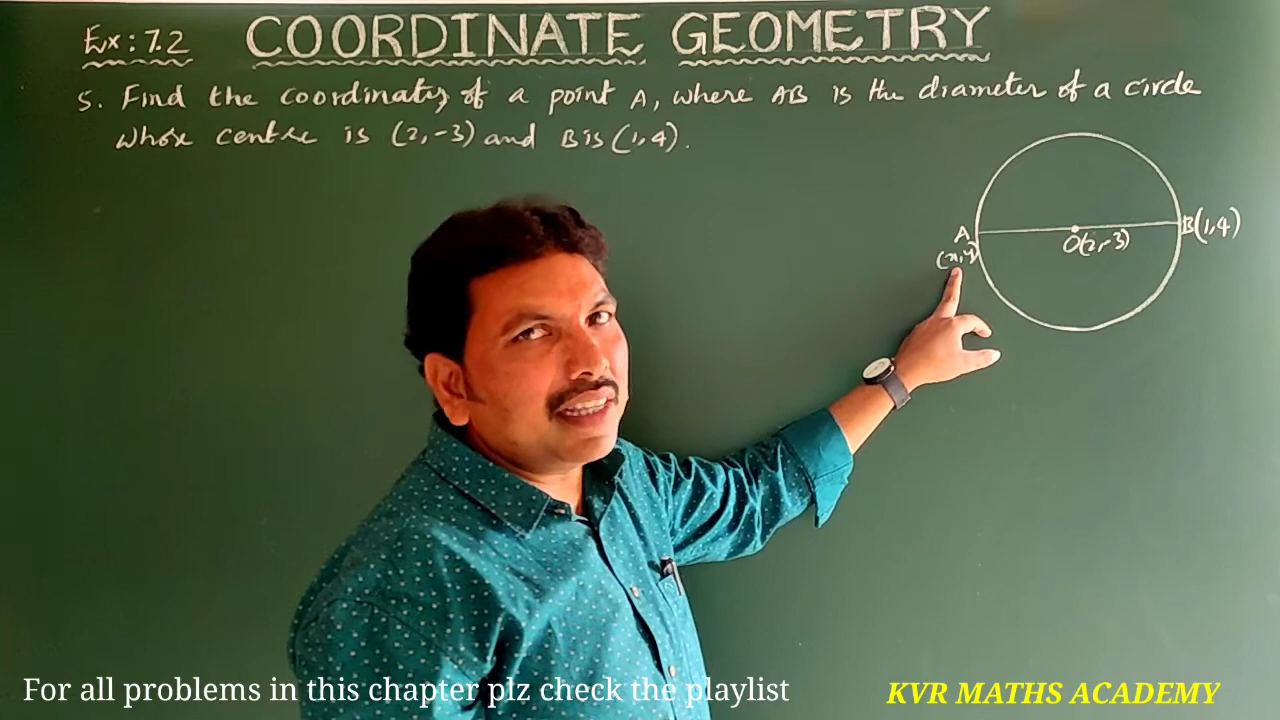 Ex: 7.2 COORDINATE GEOMETRY
5. Find the coordinates of a point A, where AB is the diameter of a circle
whose centre is (2, -3) and B is (1, 4).
A
(x, y)
O(2, -3)
B(1, 4)
For all problems in this chapter plz check the playlist
KVR MATHS ACADEMY